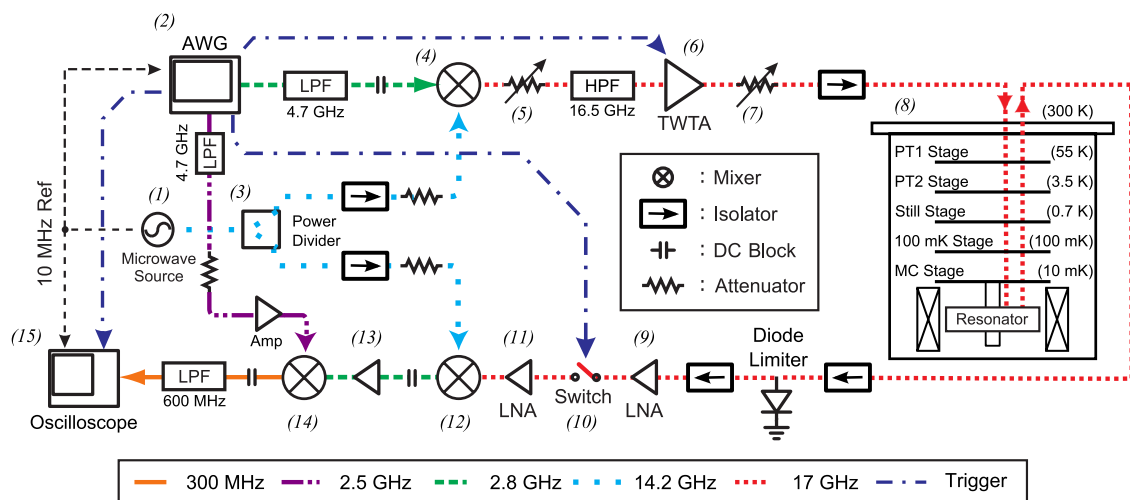 (2)
AWG
(4)
(6)
LPF
4.7 GHz
(5)
HPF
16.5 GHz
TWTA
(7)
(8)
(300 K)
PT1 Stage (55 K)
PT2 Stage (3.5 K)
Still Stage (0.7 K)
100 mK Stage (100 mK)
MC Stage (10 mK)
Resonator
4.7 GHz
LPF
10 MHz Ref
(1)
Microwave
Source
(3)
Power
Divider
: Mixer
: Isolator
: DC Block
: Attenuator
Amp
(15)
Oscilloscope
LPF
600 MHz
(14)
(13)
(12)
(11)
LNA
Switch
(10)
(9)
LNA
Diode
Limiter
300 MHz 2.5 GHz 2.8 GHz 14.2 GHz 17 GHz Trigger